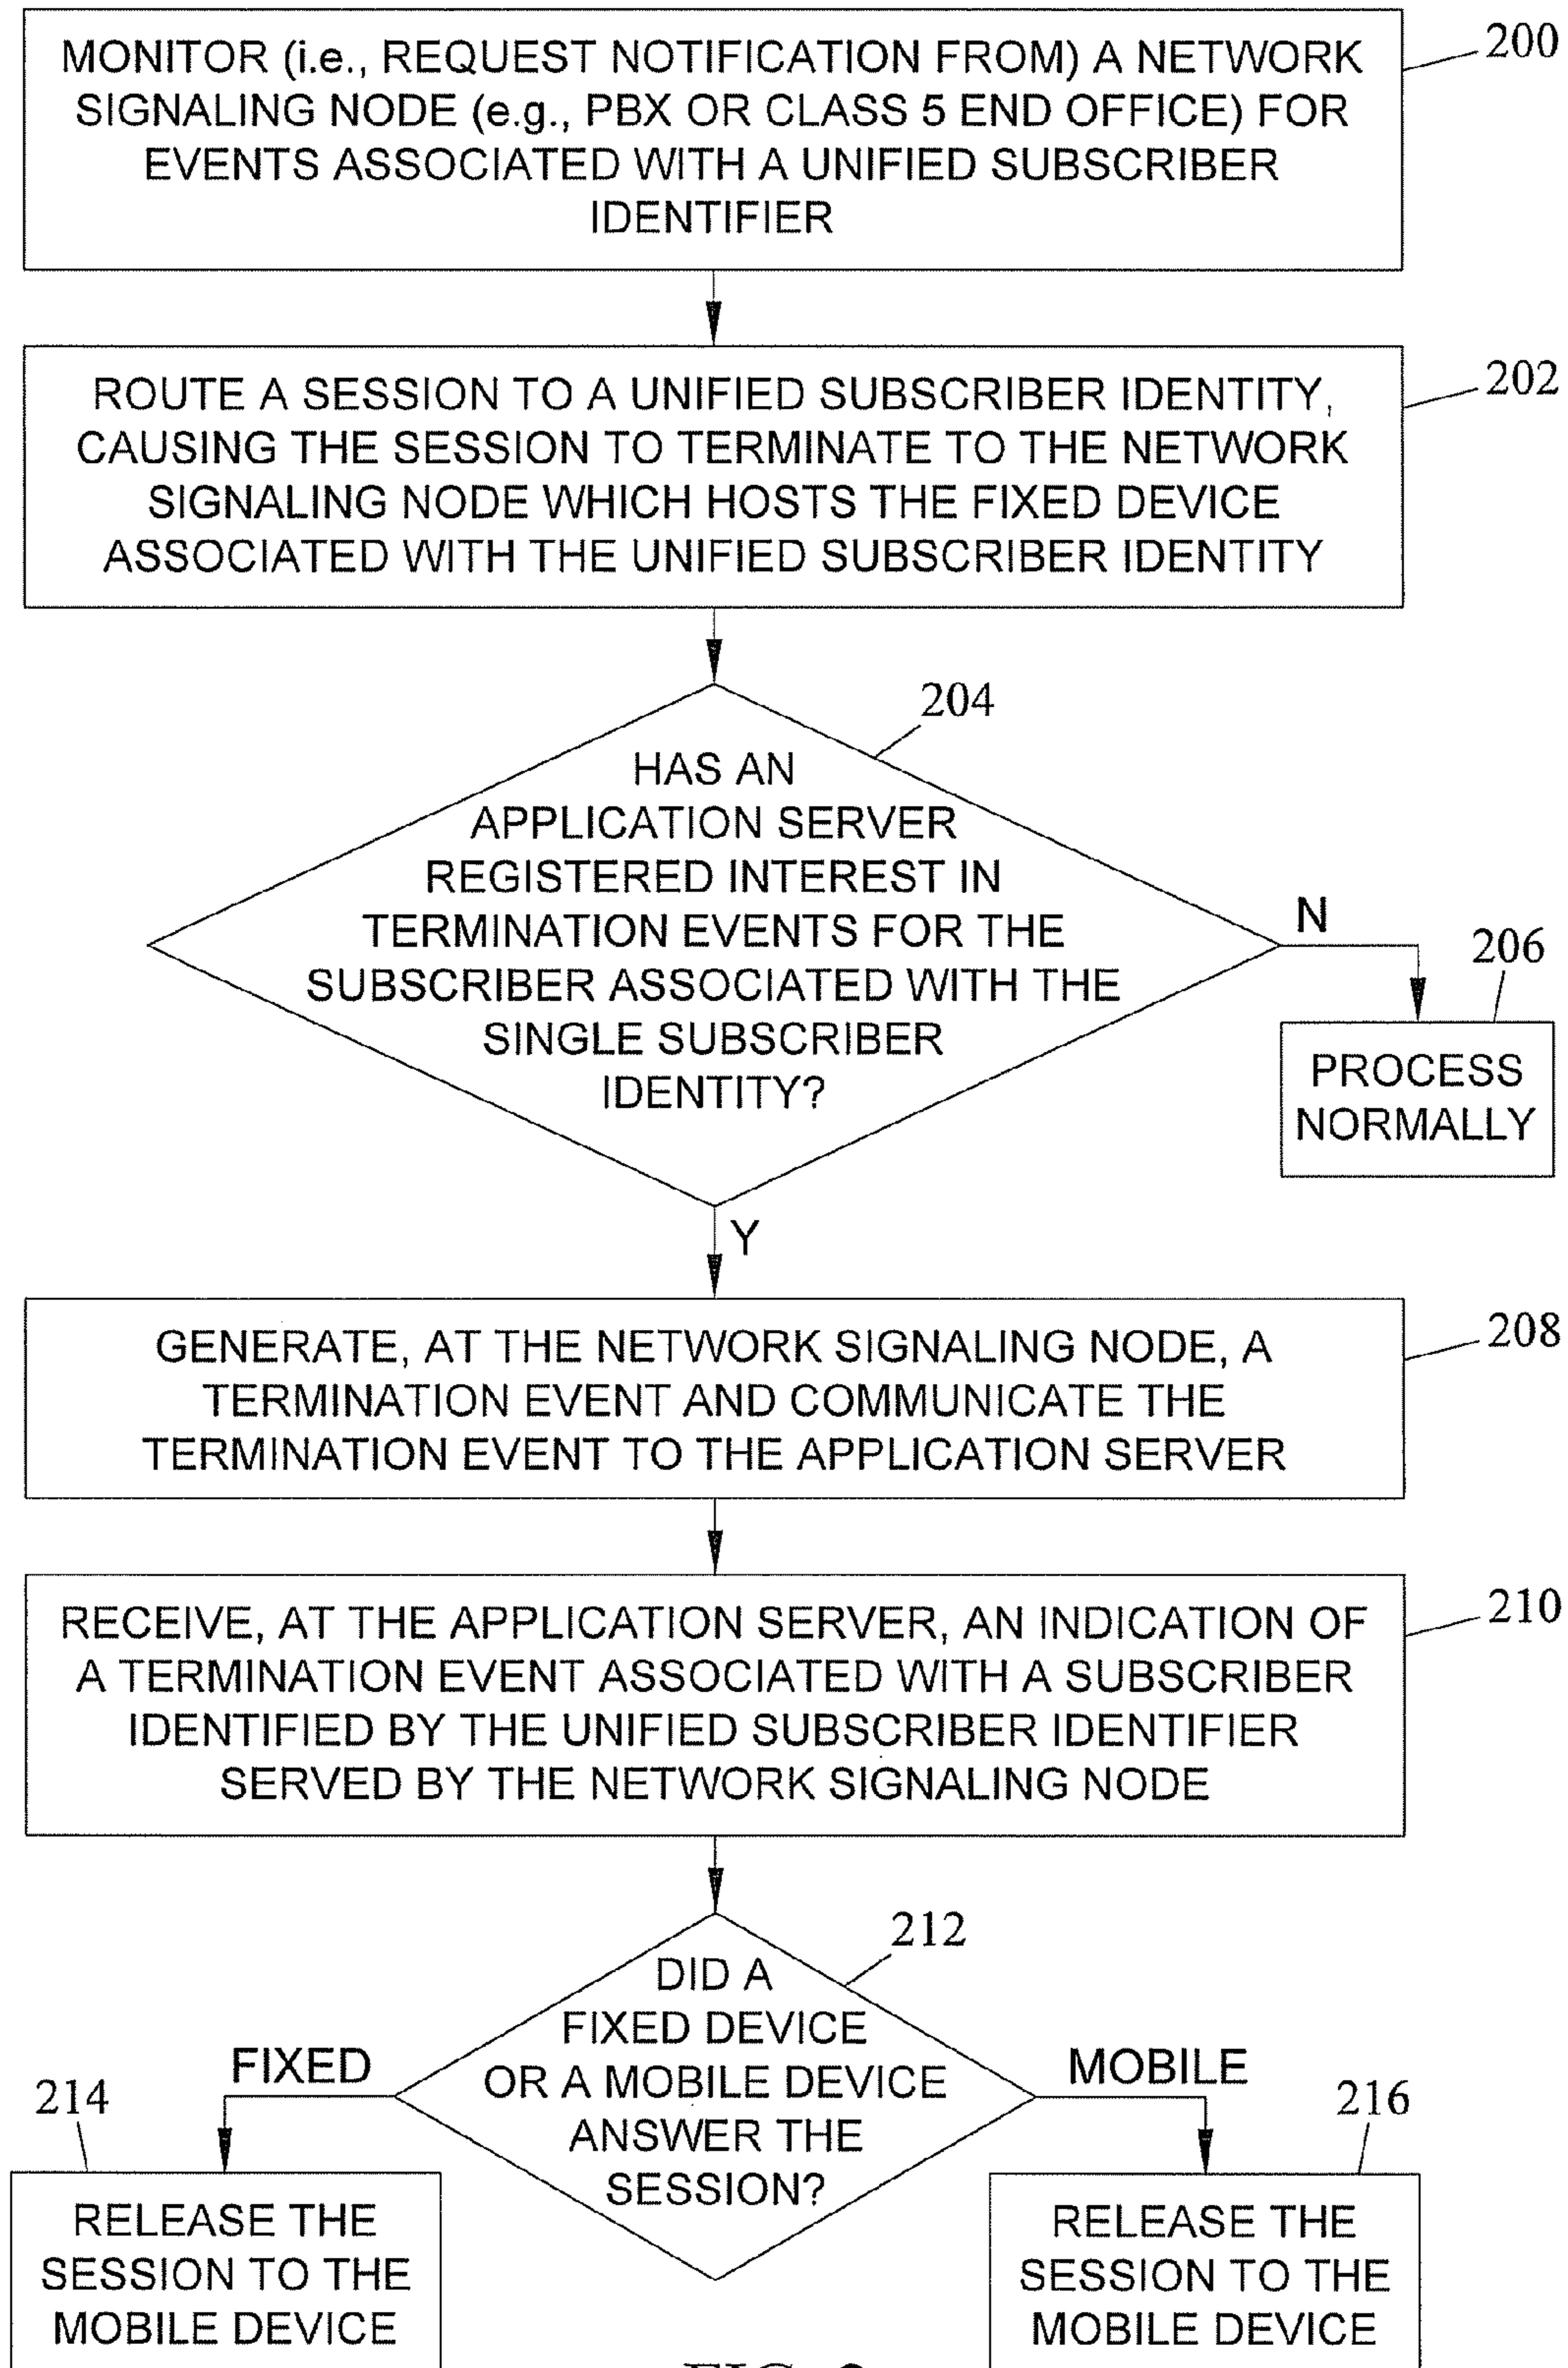 MONITOR (i.e., REQUEST NOTIFICATION FROM) A NETWORK
SIGNALING NODE (e.g., PBX OR CLASS 5 END OFFICE) FOR
EVENTS ASSOCIATED WITH A UNIFIED SUBSCRIBER
IDENTIFIER
200
ROUTE A SESSION TO A UNIFIED SUBSCRIBER IDENTITY,
CAUSING THE SESSION TO TERMINATE TO THE NETWORK
SIGNALING NODE WHICH HOSTS THE FIXED DEVICE
ASSOCIATED WITH THE UNIFIED SUBSCRIBER IDENTITY
202
204
HAS AN
APPLICATION SERVER
REGISTERED INTEREST IN
TERMINATION EVENTS FOR THE
SUBSCRIBER ASSOCIATED WITH THE
SINGLE SUBSCRIBER
IDENTITY?
N
206
PROCESS
NORMALLY
Y
GENERATE, AT THE NETWORK SIGNALING NODE, A
TERMINATION EVENT AND COMMUNICATE THE
TERMINATION EVENT TO THE APPLICATION SERVER
208
RECEIVE, AT THE APPLICATION SERVER, AN INDICATION OF
A TERMINATION EVENT ASSOCIATED WITH A SUBSCRIBER
IDENTIFIED BY THE UNIFIED SUBSCRIBER IDENTIFIER
SERVED BY THE NETWORK SIGNALING NODE
210
212
DID A
FIXED DEVICE
OR A MOBILE DEVICE
ANSWER THE
SESSION?
FIXED
MOBILE
214
RELEASE THE
SESSION TO THE
MOBILE DEVICE
216
RELEASE THE
SESSION TO THE
MOBILE DEVICE